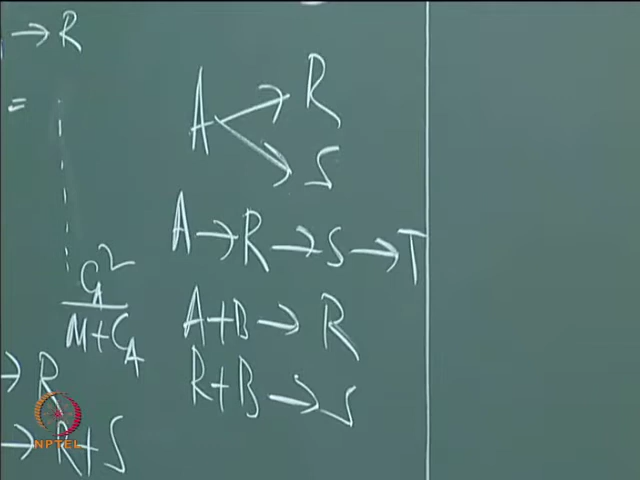 → R
=
C_A^2
M + C_A
→ R
→ R + S
A → R
→ S
A → R → S → T
A + B → R
R + B → S
NPTEL